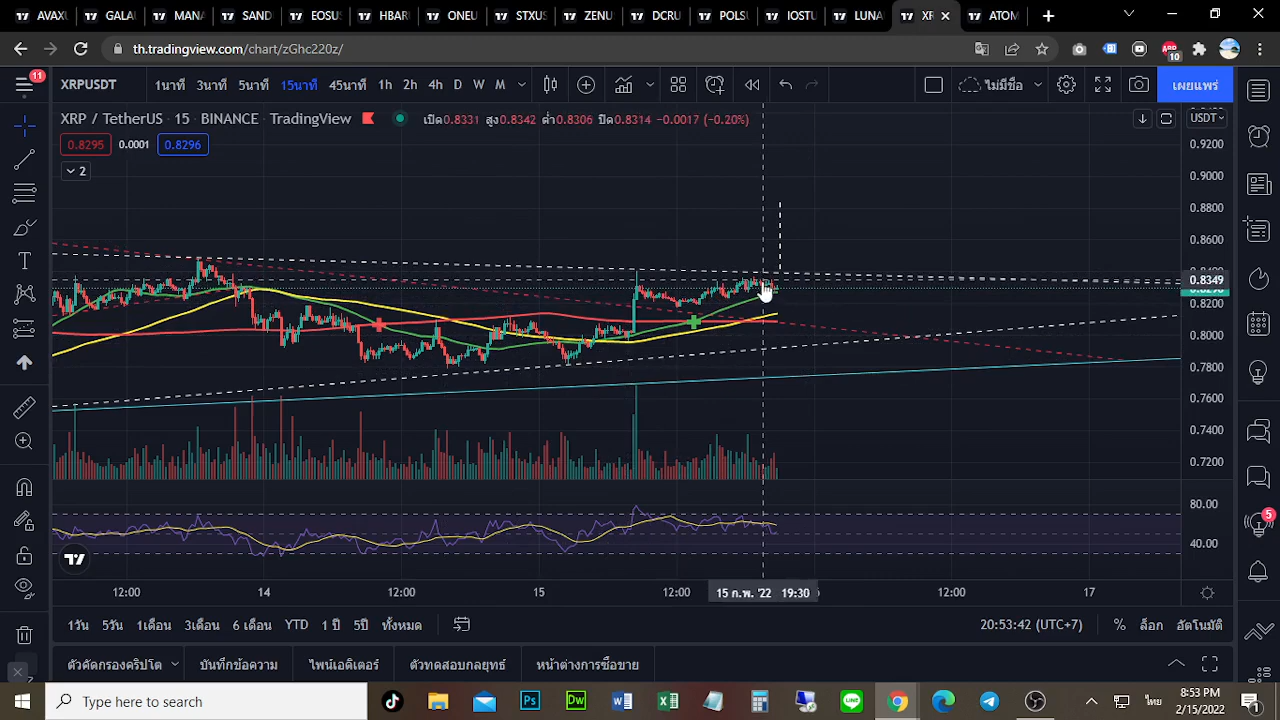 AVAXU GALAU MANA SAND EOSUS HBAR ONEU STXUS ZENU DCRU POLS IOSTU LUNA XR ATOM
th.tradingview.com/chart/zGhc220z/
10
11
XRPUSDT 1นาที 3นาที 5นาที 15นาที 45นาที 1h 2h 4h D W M ไม่มีชื่อ เผยแพร่
XRP / TetherUS · 15 · BINANCE · TradingView เปิด0.8331 สูง0.8342 ต่ำ0.8306 ปิด0.8314 −0.0017 (−0.20%) USDT
0.8295 0.0001 0.8296
2
0.9200
0.9000
0.8800
0.8600
0.8349
0.8200
0.8000
0.7800
0.7600
0.7400
0.7200
80.00
5
40.00
12:00 14 12:00 15 12:00 15 ก.พ. '22 19:30 12:00 17
1วัน 5วัน 1เดือน 3เดือน 6 เดือน YTD 1 ปี 5ปี ทั้งหมด 20:53:42 (UTC+7) % ล็อก อัตโนมัติ
ตัวคัดกรองคริปโต บันทึกข้อความ ไพน์เอดิเตอร์ ตัวทดสอบกลยุทธ์ หน้าต่างการซื้อขาย
Type here to search Ps Dw ไทย 8:53 PM
2/15/2022 1